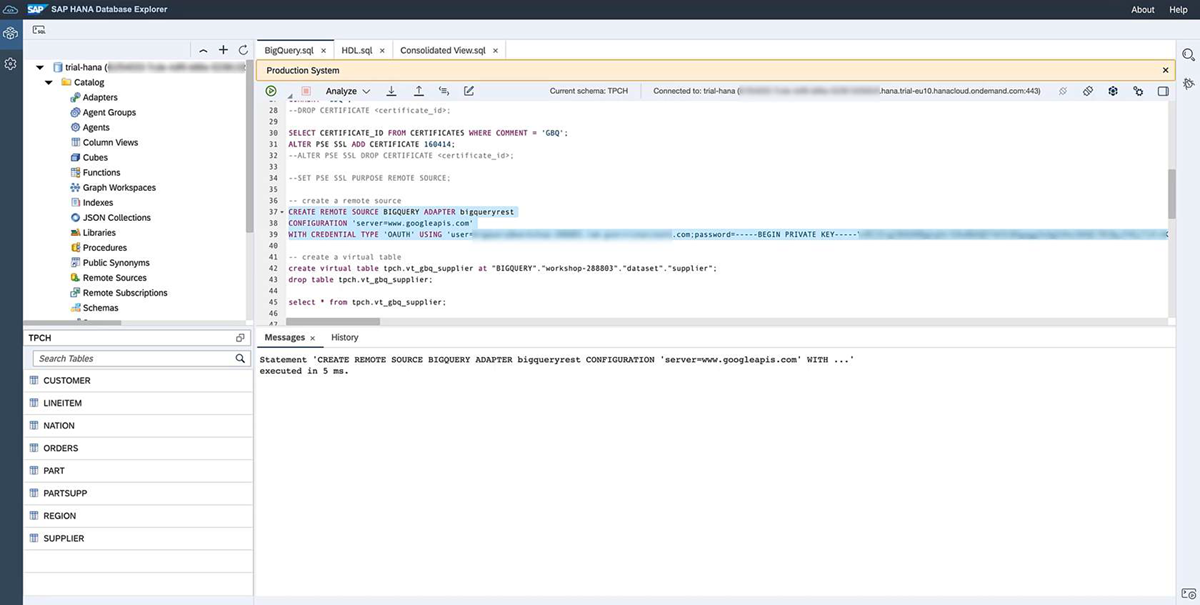 SAP SAP HANA Database Explorer
About Help
BigQuery.sql × HDL.sql × Consolidated View.sql ×
Production System
Analyze Current schema: TPCH Connected to: trial-hana ( .hana.trial-eu10.hanacloud.ondemand.com:443)
trial-hana (
Catalog
Adapters
Agent Groups
Agents
Column Views
Cubes
Functions
Graph Workspaces
Indexes
JSON Collections
Libraries
Procedures
Public Synonyms
Remote Sources
Remote Subscriptions
Schemas
28 --DROP CERTIFICATE <certificate_id>;
29
30 SELECT CERTIFICATE_ID FROM CERTIFICATES WHERE COMMENT = 'GBQ';
31 ALTER PSE SSL ADD CERTIFICATE 160414;
32 --ALTER PSE SSL DROP CERTIFICATE <certificate_id>;
33
34 --SET PSE SSL PURPOSE REMOTE SOURCE;
35
36 -- create a remote source
37 CREATE REMOTE SOURCE BIGQUERY ADAPTER bigqueryrest
38 CONFIGURATION 'server=www.googleapis.com'
39 WITH CREDENTIAL TYPE 'OAUTH' USING 'user= .com;password=-----BEGIN PRIVATE KEY-----
40
41 -- create a virtual table
42 create virtual table tpch.vt_gbq_supplier at "BIGQUERY"."workshop-288803"."dataset"."supplier";
43 drop table tpch.vt_gbq_supplier;
44
45 select * from tpch.vt_gbq_supplier;
46
47
TPCH
Search Tables
CUSTOMER
LINEITEM
NATION
ORDERS
PART
PARTSUPP
REGION
SUPPLIER
Messages × History
Statement 'CREATE REMOTE SOURCE BIGQUERY ADAPTER bigqueryrest CONFIGURATION 'server=www.googleapis.com' WITH ...'
executed in 5 ms.